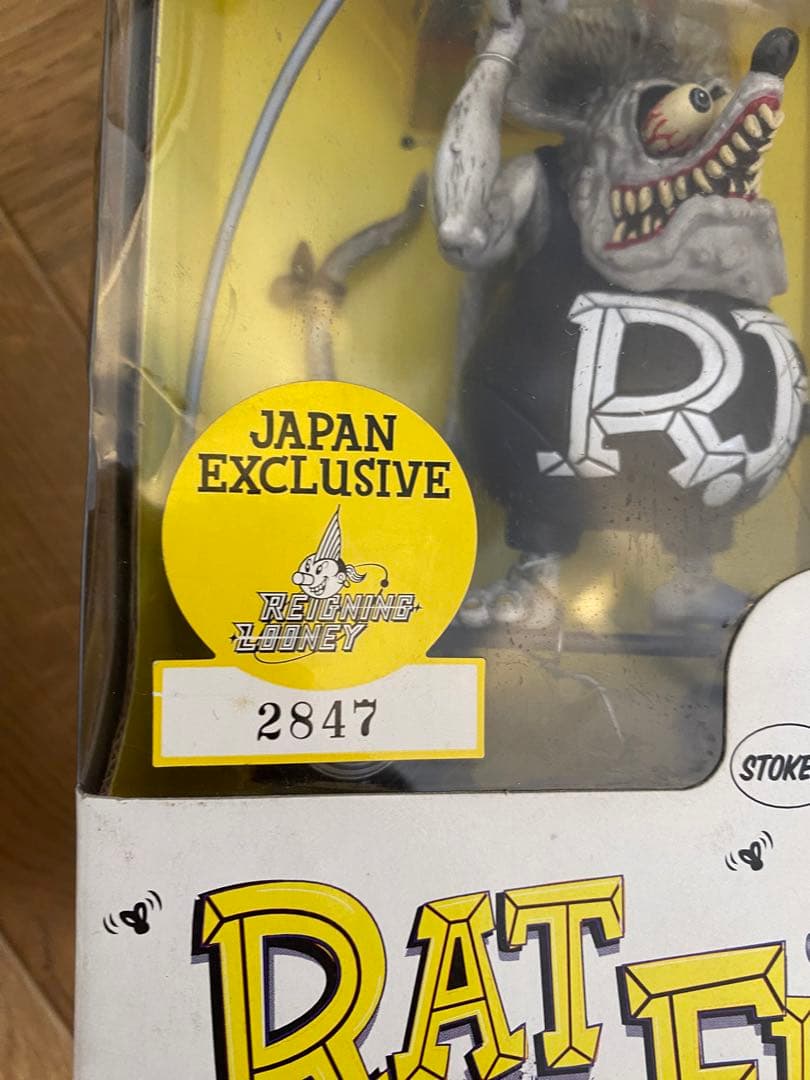 R
JAPAN
EXCLUSIVE
REIGNING
LOONEY
2847
STOKE
RAT
F